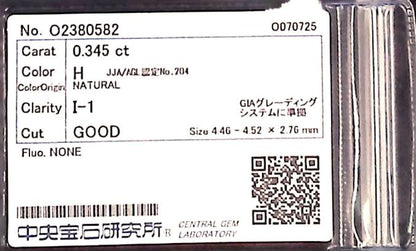 No. O2380582 O070725
Carat 0.345 ct
Color H JJA/AGL認定No.204
ColorOrigin NATURAL
Clarity I-1 GIAグレーディング
システムに準拠
Cut GOOD Size 4.46 - 4.52 × 2.76 mm
Fluo. NONE
中央宝石研究所® CENTRAL GEM
LABORATORY